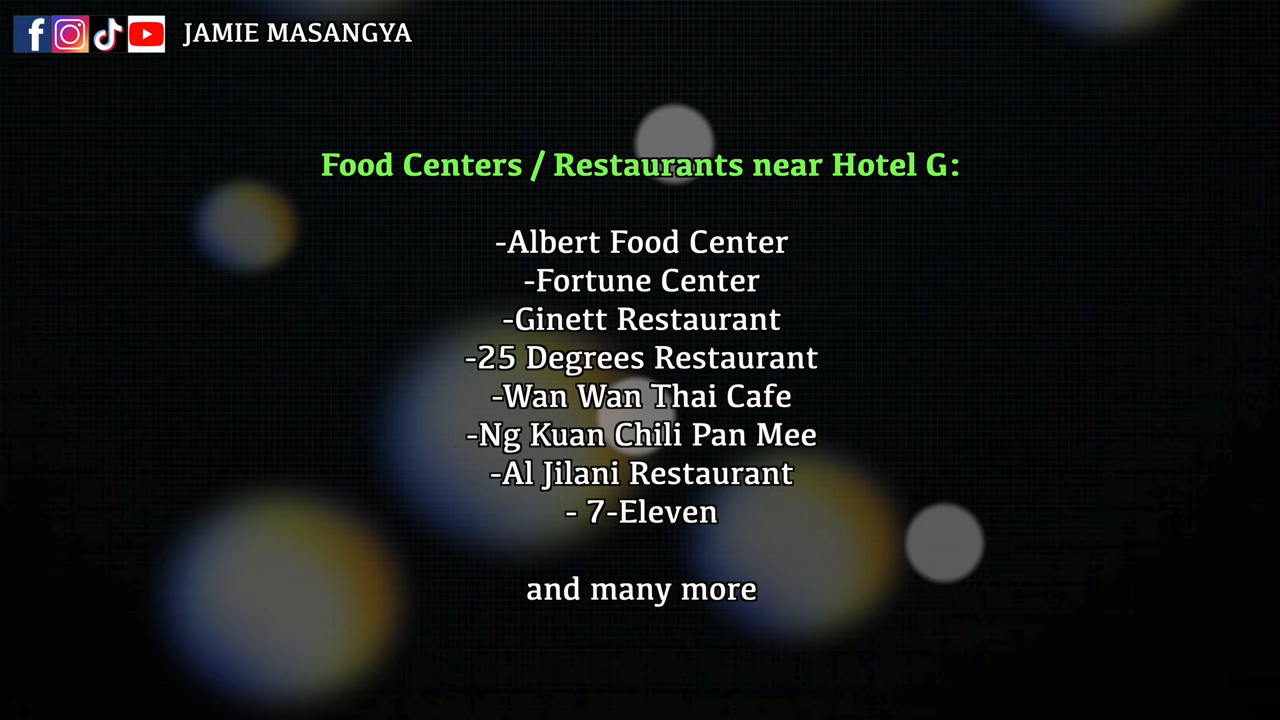 JAMIE MASANGYA
Food Centers / Restaurants near Hotel G:
-Albert Food Center
-Fortune Center
-Ginett Restaurant
-25 Degrees Restaurant
-Wan Wan Thai Cafe
-Ng Kuan Chili Pan Mee
-Al Jilani Restaurant
- 7-Eleven
and many more